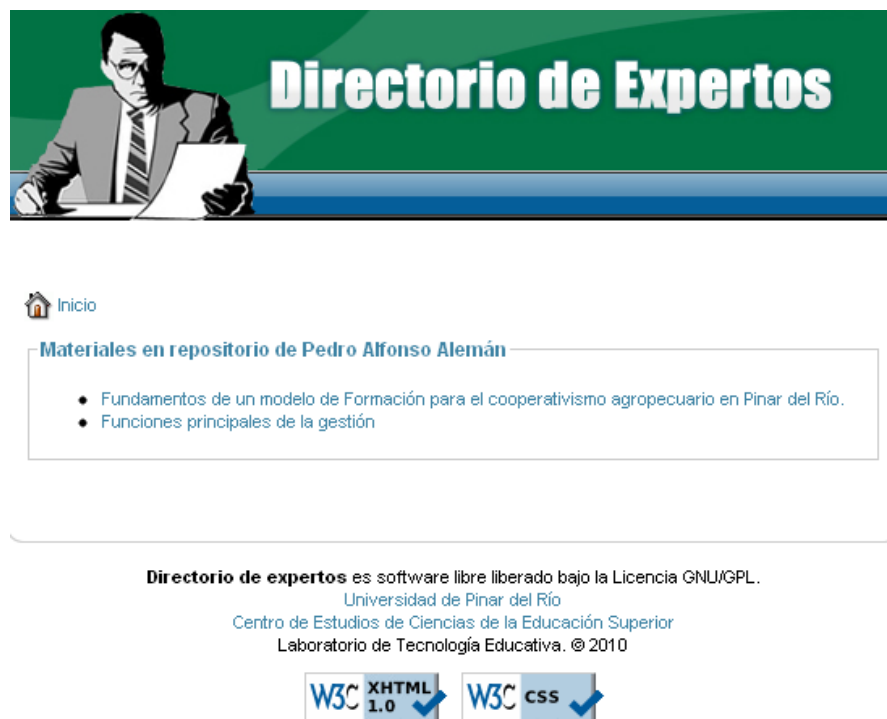 Directorio de Expertos
Inicio
Materiales en repositorio de Pedro Alfonso Alemán
Fundamentos de un modelo de Formación para el cooperativismo agropecuario en Pinar del Río.
Funciones principales de la gestión
Directorio de expertos es software libre liberado bajo la Licencia GNU/GPL.
Universidad de Pinar del Río
Centro de Estudios de Ciencias de la Educación Superior
Laboratorio de Tecnología Educativa. © 2010
W3C XHTML 1.0
W3C CSS